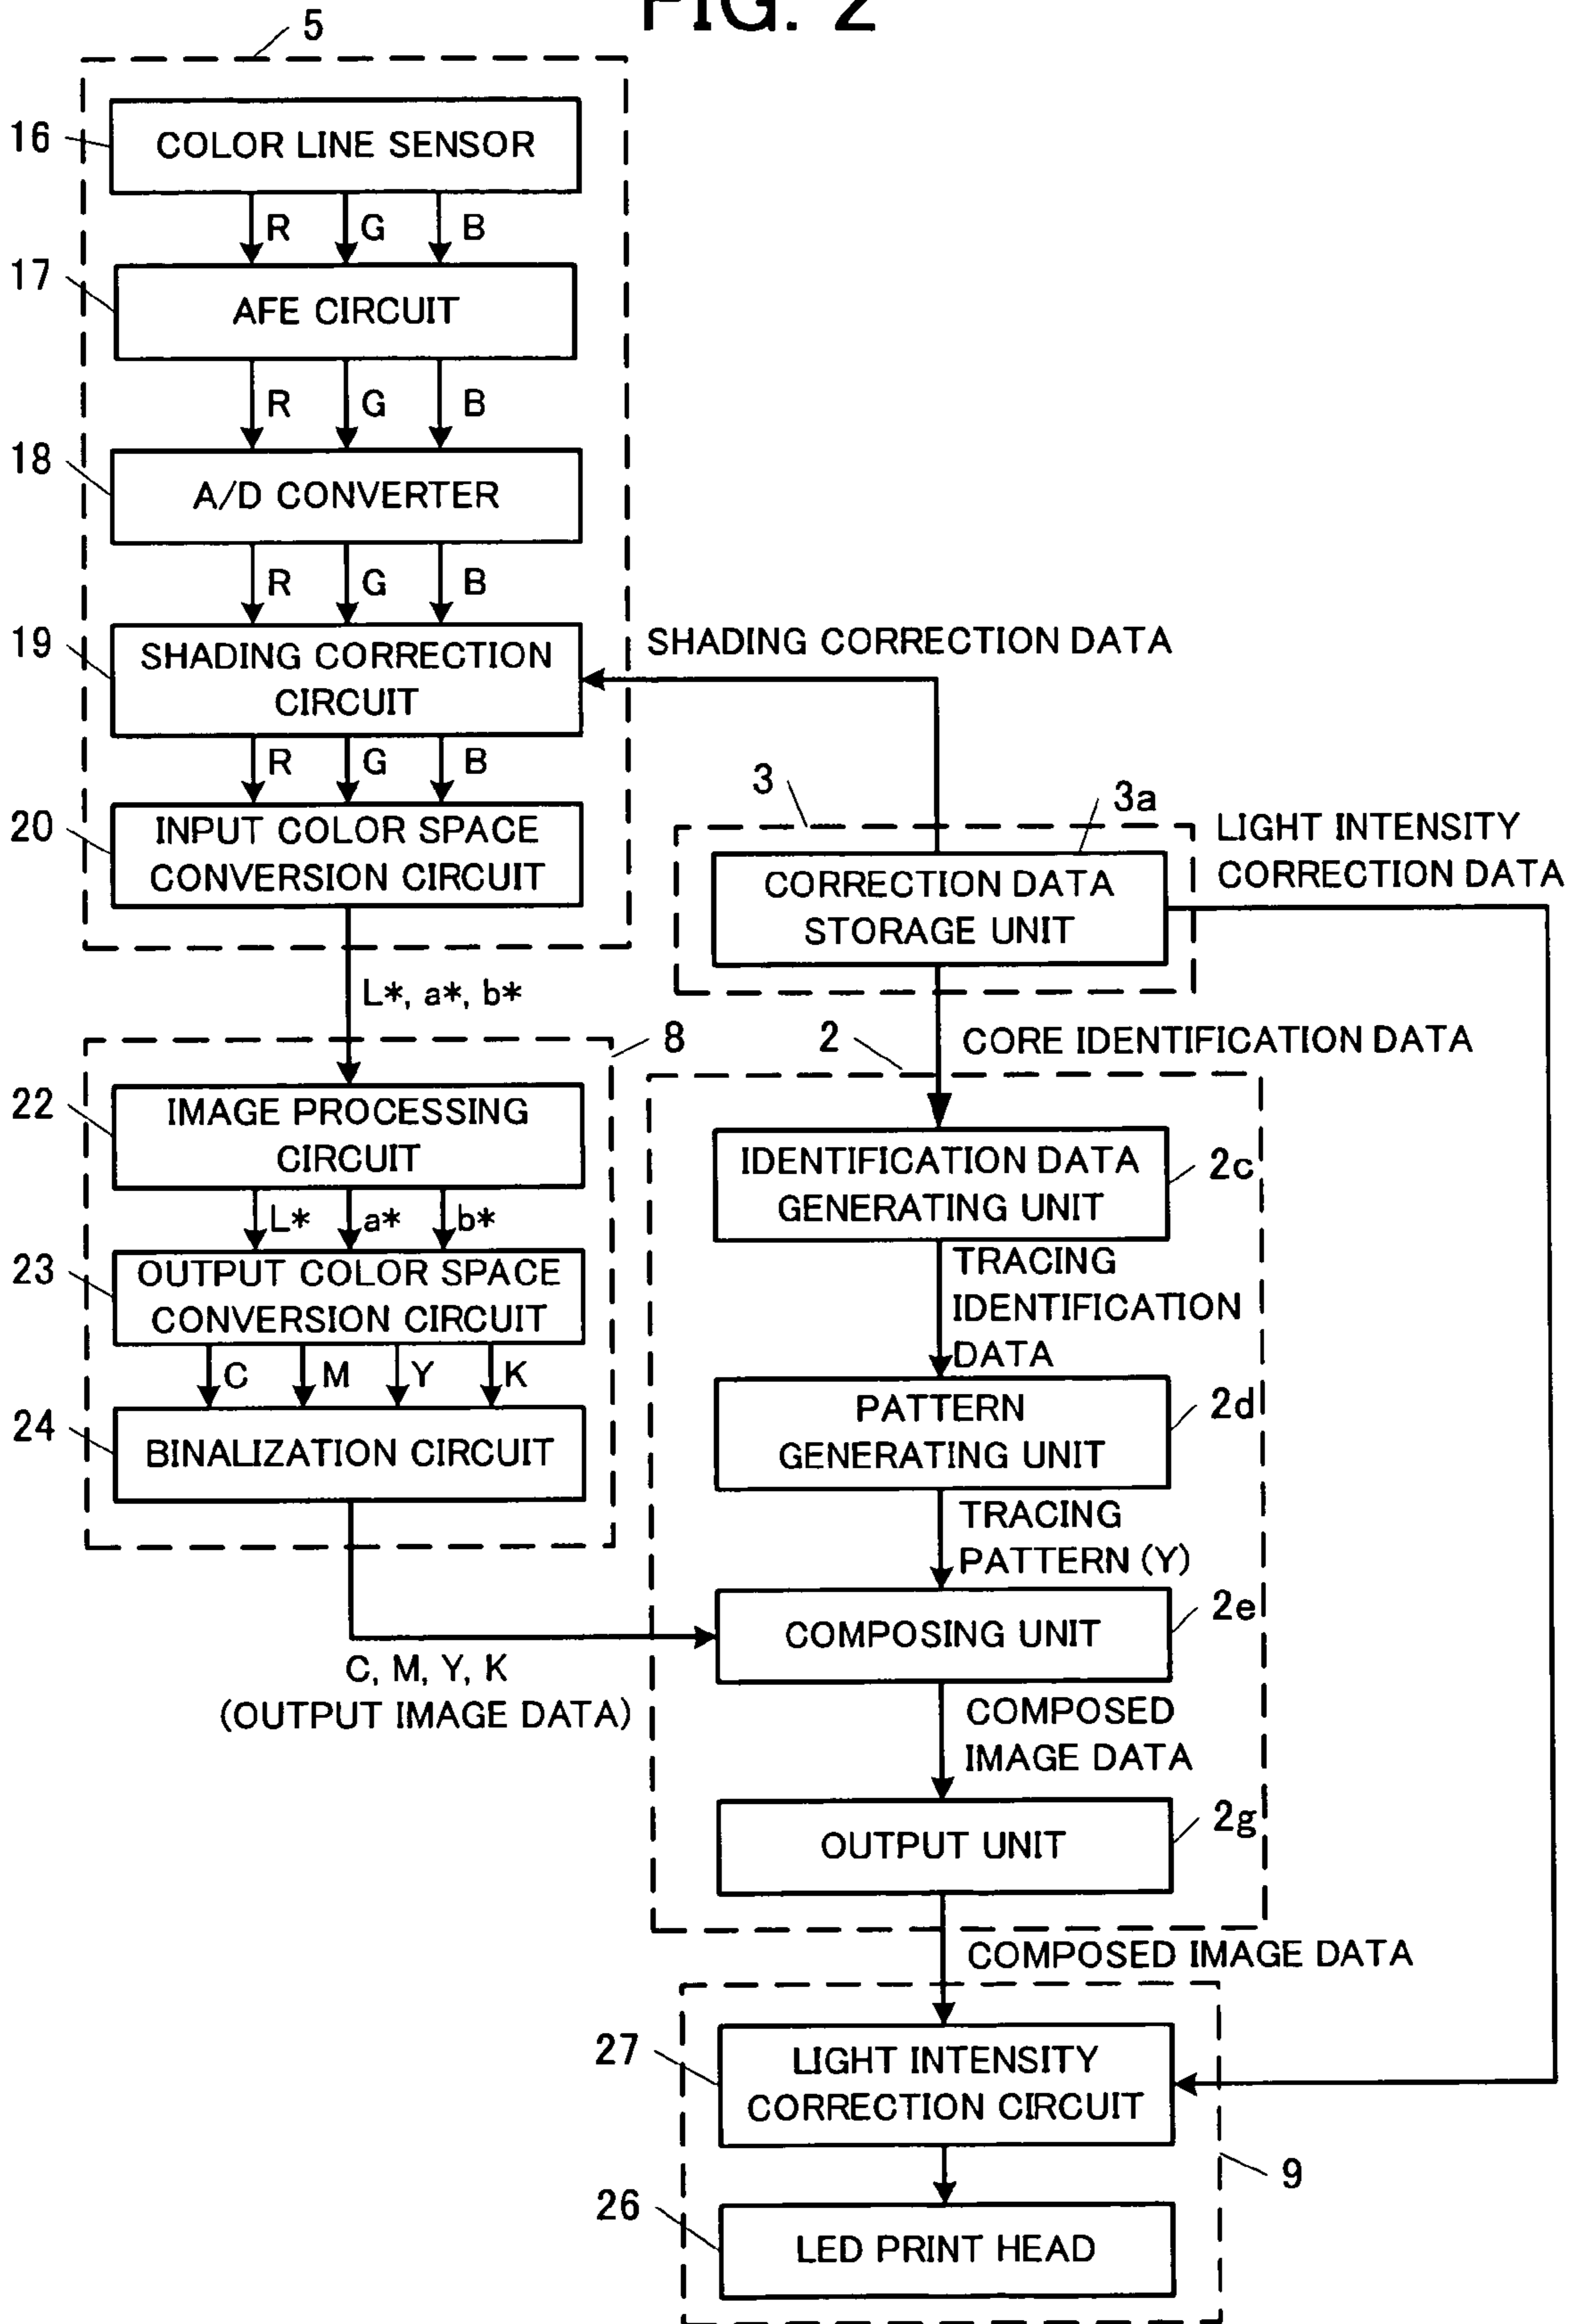 FIG. 2
5
16
COLOR LINE SENSOR
R G B
17
AFE CIRCUIT
R G B
18
A/D CONVERTER
R G B
19
SHADING CORRECTION
CIRCUIT
SHADING CORRECTION DATA
R G B
20
INPUT COLOR SPACE
CONVERSION CIRCUIT
3
3a
CORRECTION DATA
STORAGE UNIT
LIGHT INTENSITY
CORRECTION DATA
L*, a*, b*
8
2
CORE IDENTIFICATION DATA
22
IMAGE PROCESSING
CIRCUIT
L* a* b*
23
OUTPUT COLOR SPACE
CONVERSION CIRCUIT
C M Y K
24
BINALIZATION CIRCUIT
C, M, Y, K
(OUTPUT IMAGE DATA)
IDENTIFICATION DATA
GENERATING UNIT
2c
TRACING
IDENTIFICATION
DATA
PATTERN
GENERATING UNIT
2d
TRACING
PATTERN (Y)
COMPOSING UNIT
2e
COMPOSED
IMAGE DATA
OUTPUT UNIT
2g
COMPOSED IMAGE DATA
27
LIGHT INTENSITY
CORRECTION CIRCUIT
9
26
LED PRINT HEAD